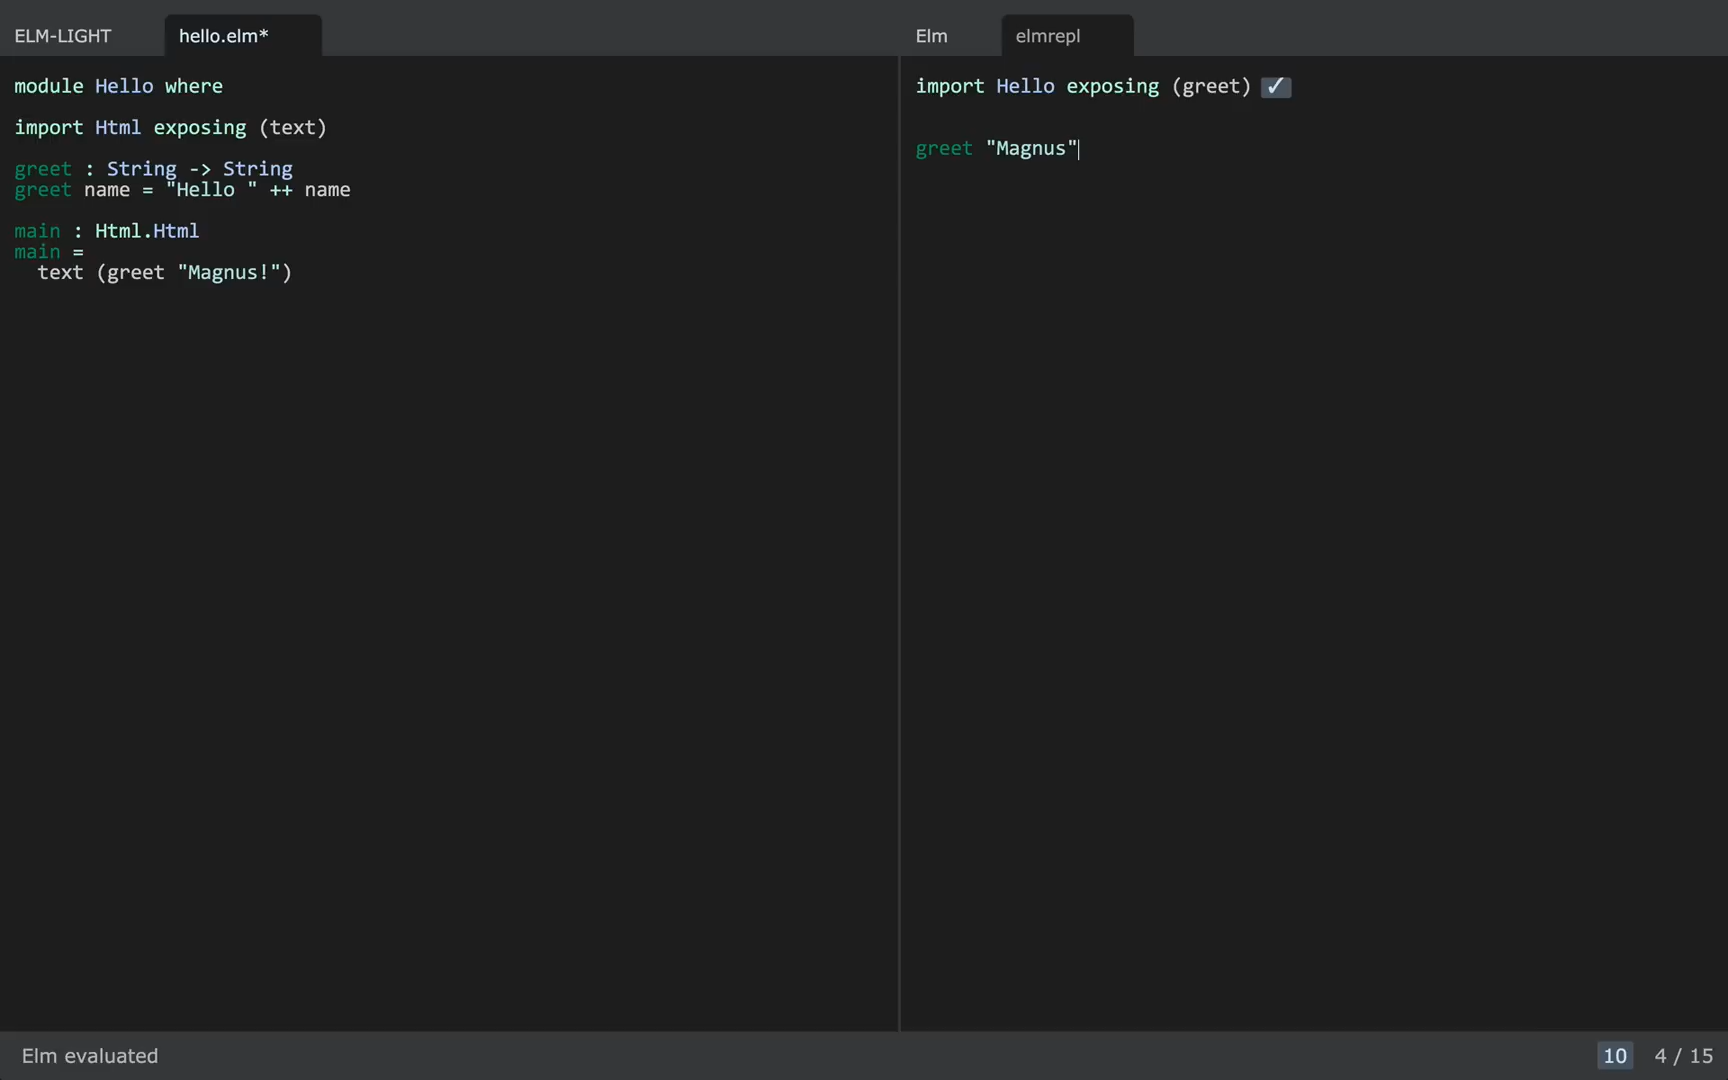 ELM-LIGHT hello.elm*
module Hello where
import Html exposing (text)
greet : String -> String
greet name = "Hello " ++ name
main : Html.Html
main =
  text (greet "Magnus!")
Elm elmrepl
import Hello exposing (greet) ✓
greet "Magnus"
Elm evaluated
10 4 / 15